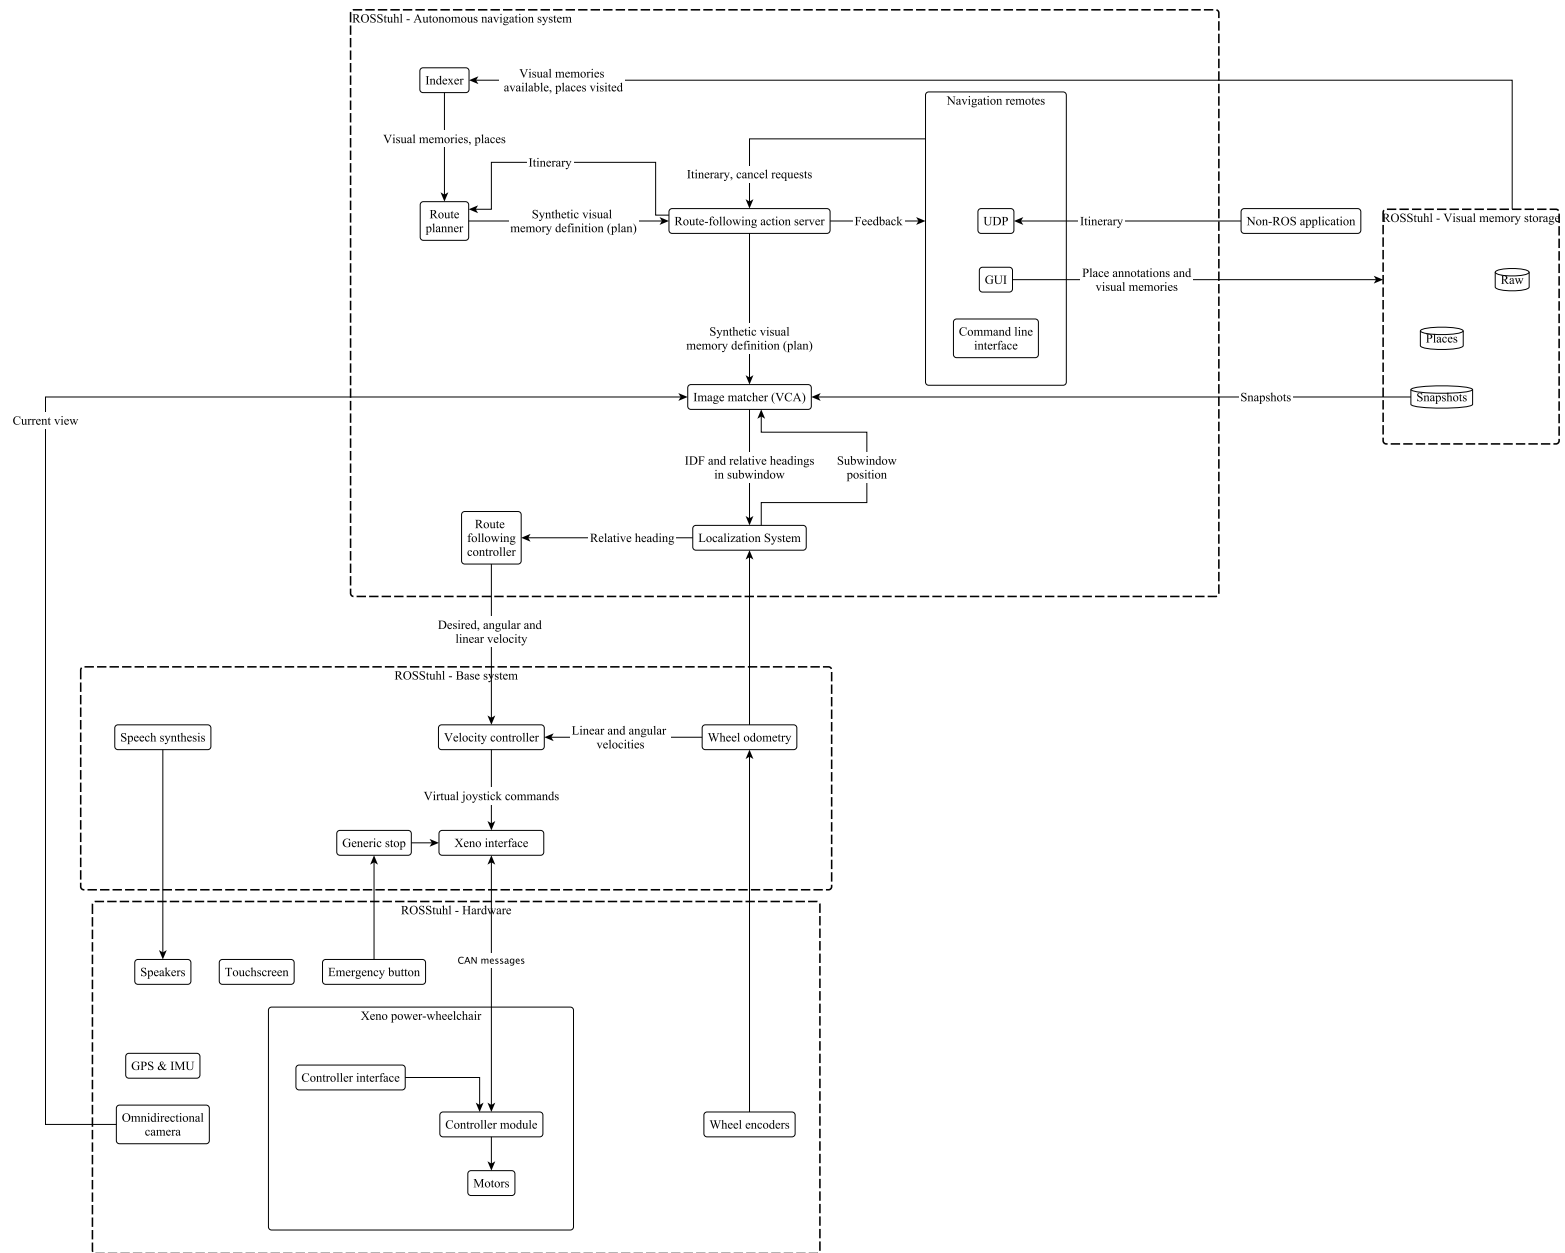 ROSStuhl - Autonomous navigation system
Indexer
Visual memories
available, places visited
Navigation remotes
Visual memories, places
Itinerary
Itinerary, cancel requests
Route
planner
Synthetic visual
memory definition (plan)
Route-following action server
Feedback
UDP
Itinerary
Non-ROS application
ROSStuhl - Visual memory storage
GUI
Place annotations and
visual memories
Raw
Synthetic visual
memory definition (plan)
Command line
interface
Places
Image matcher (VCA)
Snapshots
Snapshots
Current view
IDF and relative headings
in subwindow
Subwindow
position
Route
following
controller
Relative heading
Localization System
Desired, angular and
linear velocity
ROSStuhl - Base system
Speech synthesis
Velocity controller
Linear and angular
velocities
Wheel odometry
Virtual joystick commands
Generic stop
Xeno interface
ROSStuhl - Hardware
CAN messages
Speakers
Touchscreen
Emergency button
Xeno power-wheelchair
GPS & IMU
Controller interface
Omnidirectional
camera
Controller module
Wheel encoders
Motors